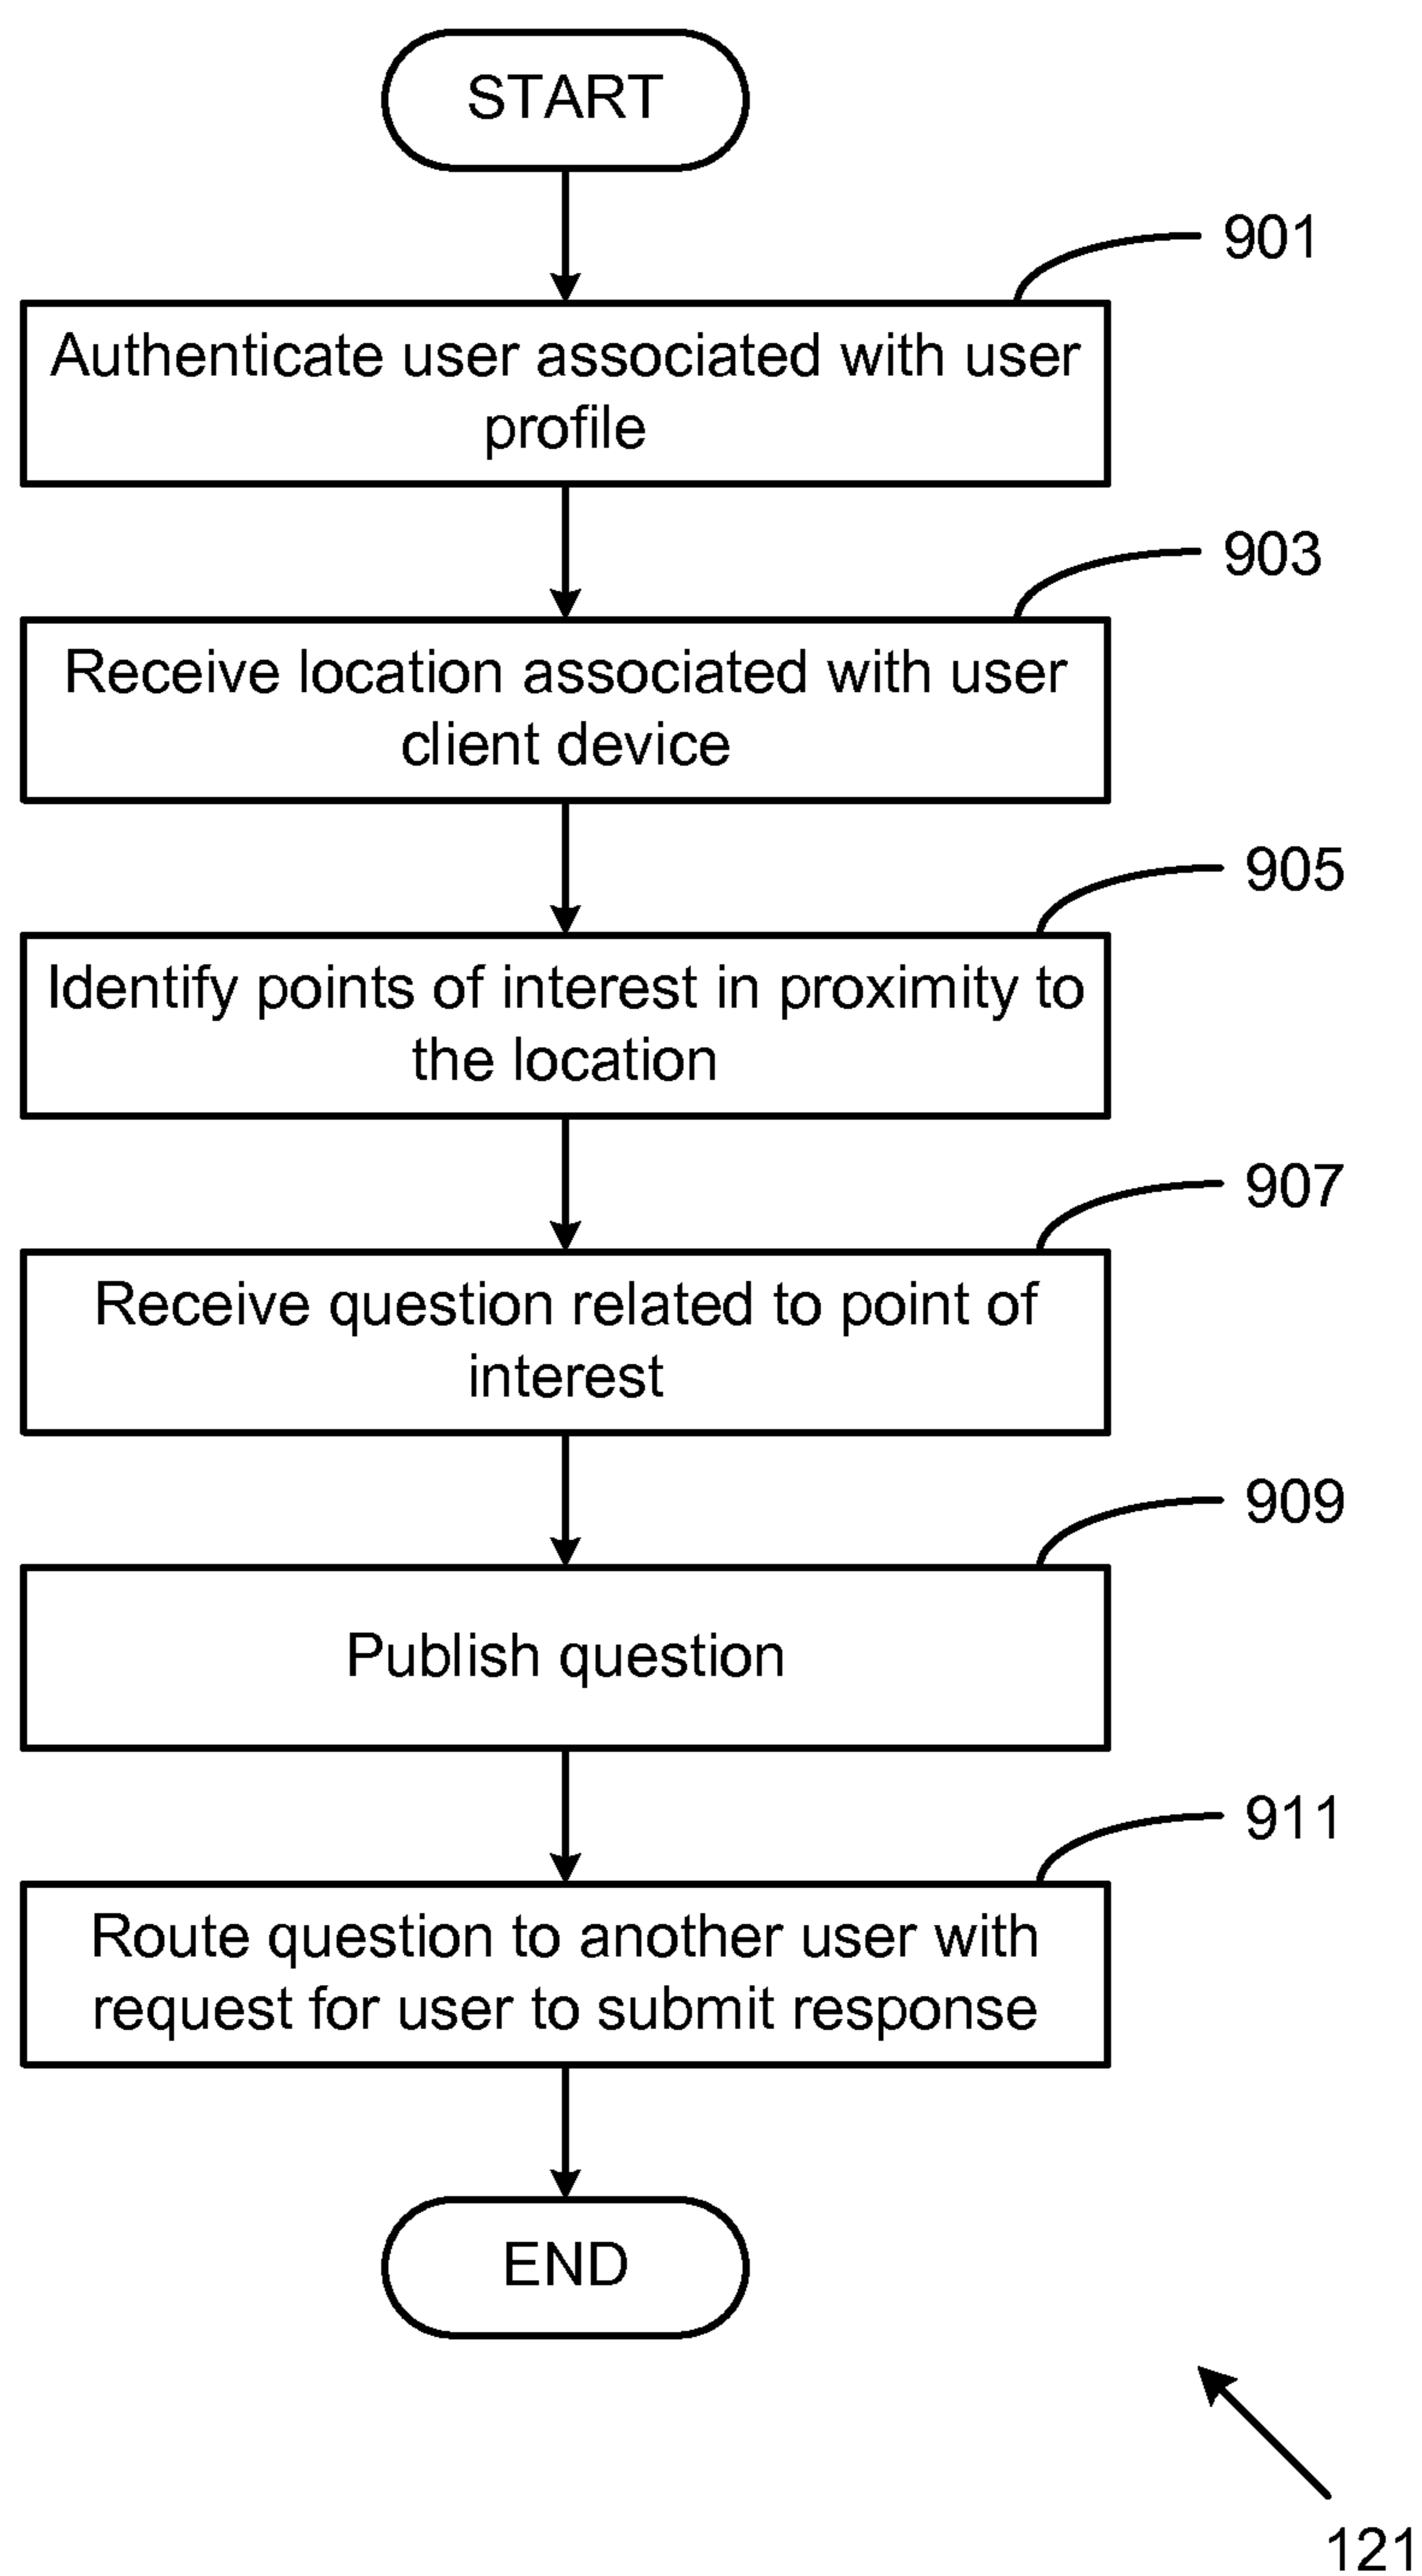 START
901
Authenticate user associated with user
profile
903
Receive location associated with user
client device
905
Identify points of interest in proximity to
the location
907
Receive question related to point of
interest
909
Publish question
911
Route question to another user with
request for user to submit response
END
121